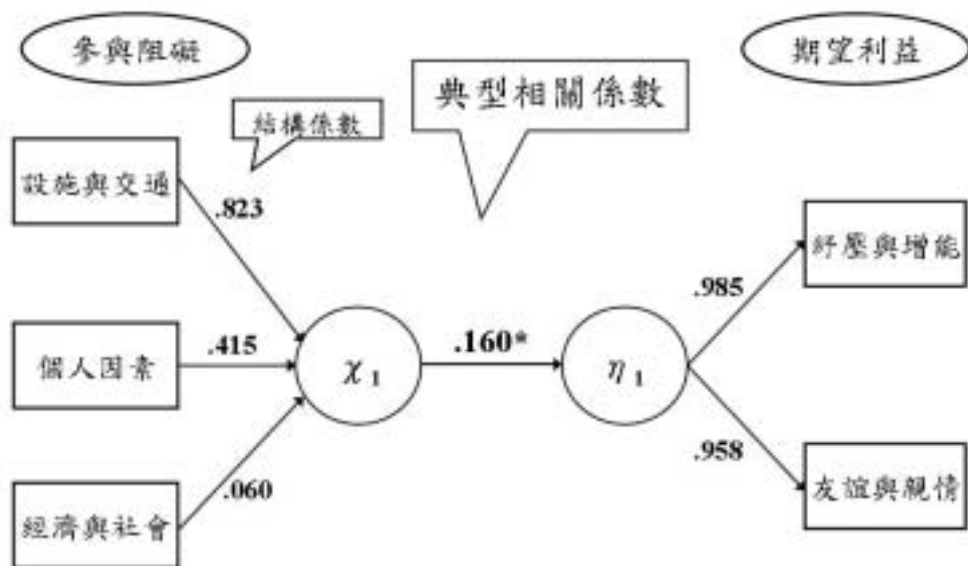 參與阻礙
期望利益
典型相關係數
結構係數
設施與交通
.823
紓壓與增能
.985
個人因素
.415
χ 1
.160*
η 1
.958
經濟與社會
.060
友誼與親情